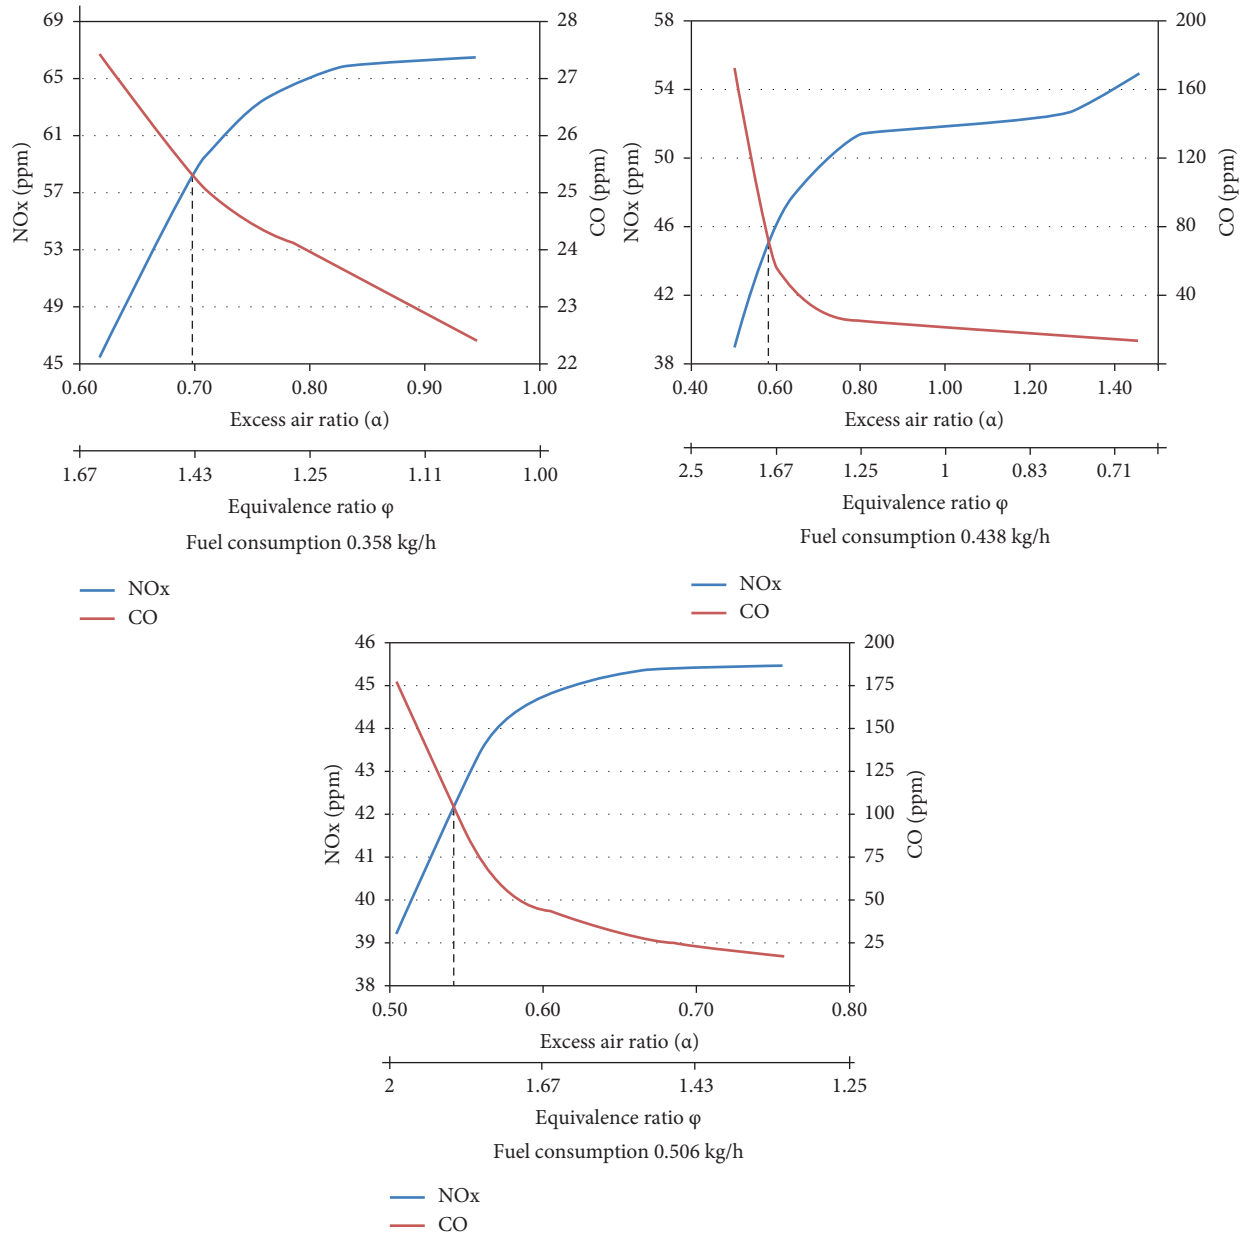 69
65
61
57
53
49
45
NOx (ppm)
28
27
26
25
24
23
22
CO (ppm)
0.60 0.70 0.80 0.90 1.00
Excess air ratio (α)
1.67 1.43 1.25 1.11 1.00
Equivalence ratio φ
Fuel consumption 0.358 kg/h
NOx
CO
58
54
50
46
42
38
NOx (ppm)
200
160
120
80
40
CO (ppm)
0.40 0.60 0.80 1.00 1.20 1.40
Excess air ratio (α)
2.5 1.67 1.25 1 0.83 0.71
Equivalence ratio φ
Fuel consumption 0.438 kg/h
NOx
CO
46
45
44
43
42
41
40
39
38
NOx (ppm)
200
175
150
125
100
75
50
25
CO (ppm)
0.50 0.60 0.70 0.80
Excess air ratio (α)
2 1.67 1.43 1.25
Equivalence ratio φ
Fuel consumption 0.506 kg/h
NOx
CO